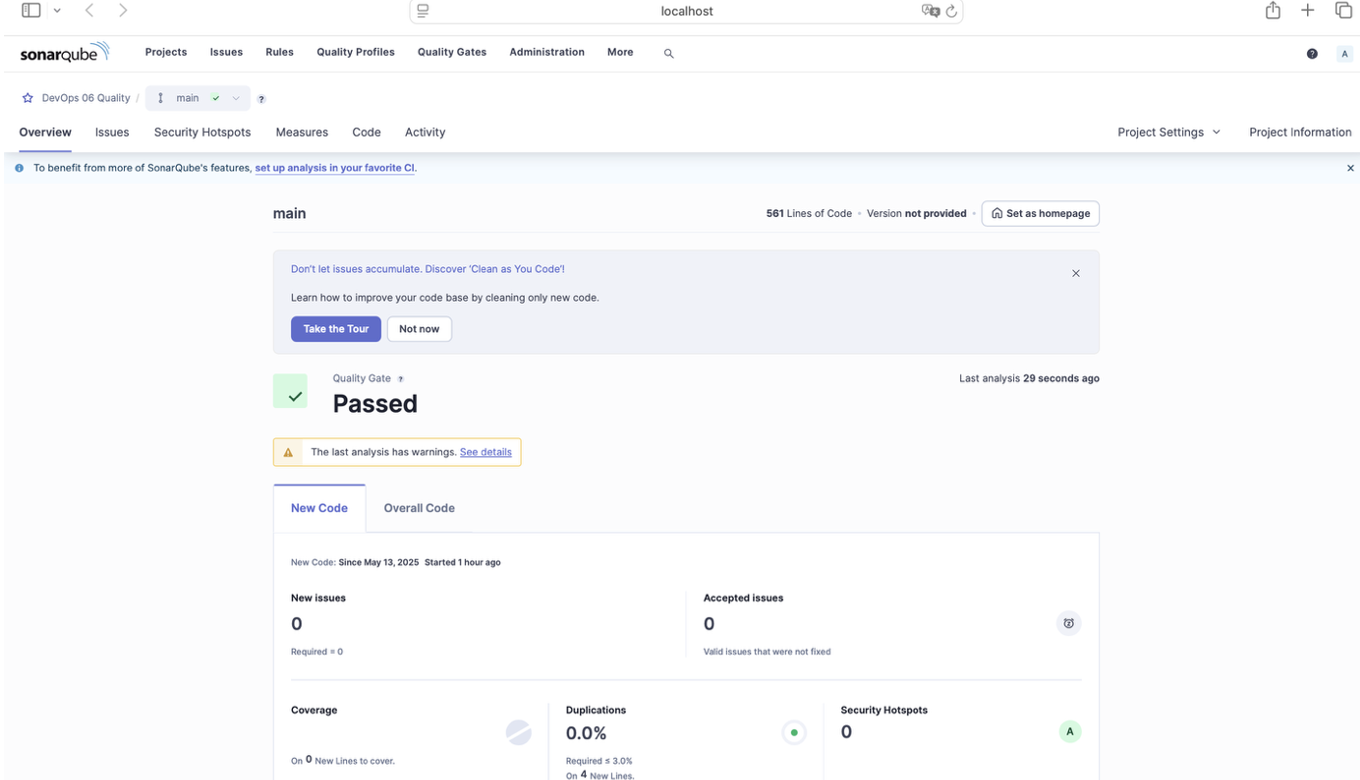 localhost
sonarqube Projects Issues Rules Quality Profiles Quality Gates Administration More ? A
DevOps 06 Quality / main ?
Overview Issues Security Hotspots Measures Code Activity Project Settings Project Information
To benefit from more of SonarQube's features, set up analysis in your favorite CI.
main 561 Lines of Code • Version not provided • Set as homepage
Don't let issues accumulate. Discover 'Clean as You Code'!
Learn how to improve your code base by cleaning only new code.
Take the Tour Not now
Quality Gate ? Last analysis 29 seconds ago
Passed
The last analysis has warnings. See details
New Code Overall Code
New Code: Since May 13, 2025 Started 1 hour ago
New issues Accepted issues
0 0
Required = 0 Valid issues that were not fixed
Coverage Duplications Security Hotspots
0.0% 0 A
On 0 New Lines to cover. Required ≤ 3.0%
On 4 New Lines.